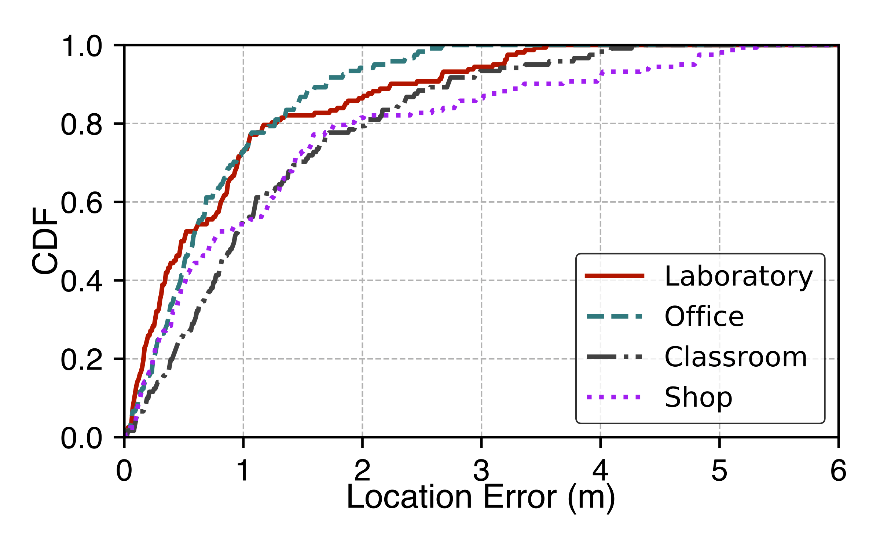 1.0
0.8
0.6
0.4
0.2
0.0
CDF
0 1 2 3 4 5 6
Location Error (m)
Laboratory
Office
Classroom
Shop